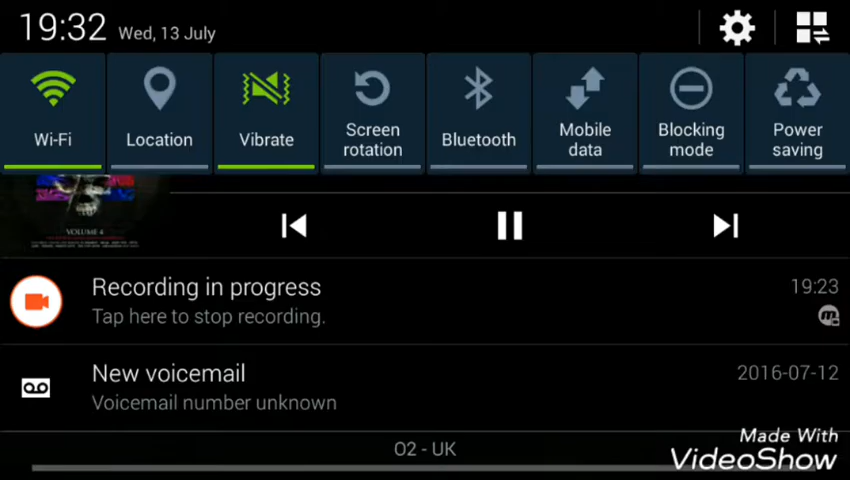 19:32 Wed, 13 July
Wi-Fi
Location
Vibrate
Screen
rotation
Bluetooth
Mobile
data
Blocking
mode
Power
saving
VOLUME 4
Recording in progress
19:23
Tap here to stop recording.
New voicemail
2016-07-12
Voicemail number unknown
O2 - UK
Made With
VideoShow